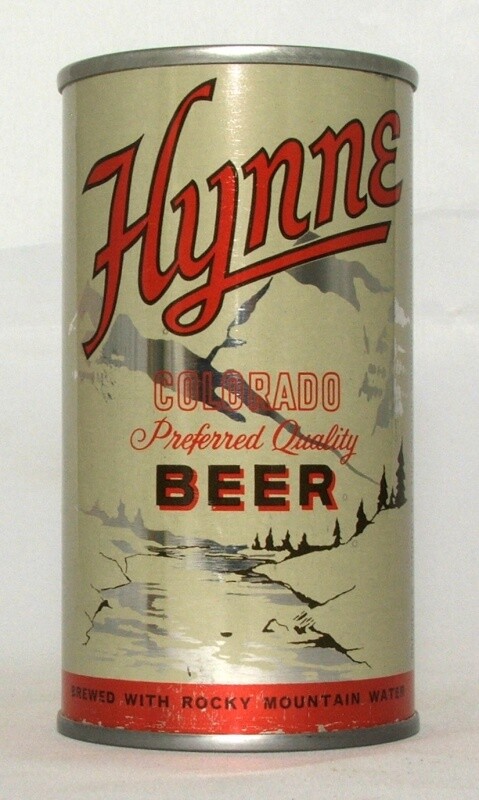 Hynne
COLORADO
Preferred Quality
BEER
BREWED WITH ROCKY MOUNTAIN WATER